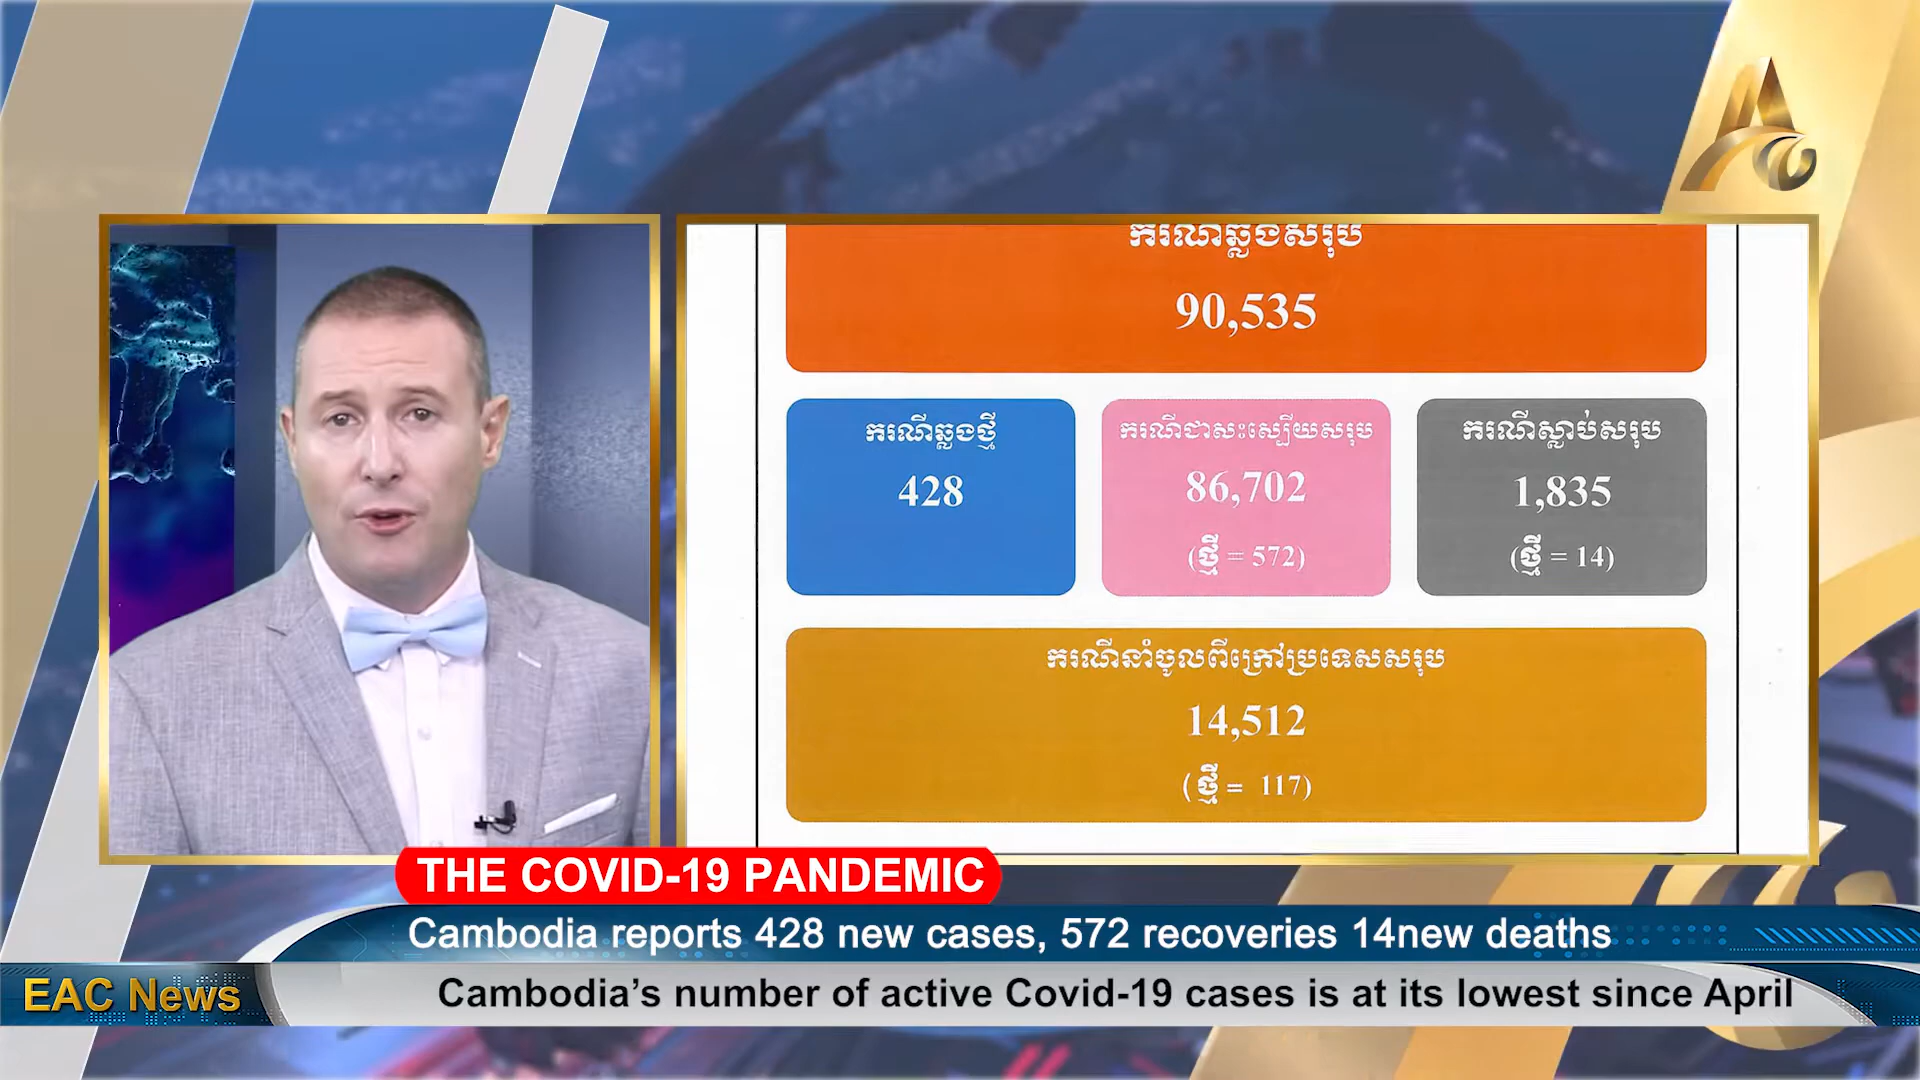 ករណីឆ្លងសរុប
90,535
ករណីឆ្លងថ្មី
428
ករណីជាសះស្បើយសរុប
86,702
(ថ្មី = 572)
ករណីស្លាប់សរុប
1,835
(ថ្មី = 14)
ករណីនាំចូលពីក្រៅប្រទេសសរុប
14,512
(ថ្មី = 117)
THE COVID-19 PANDEMIC
Cambodia reports 428 new cases, 572 recoveries 14new deaths
EAC News
Cambodia’s number of active Covid-19 cases is at its lowest since April